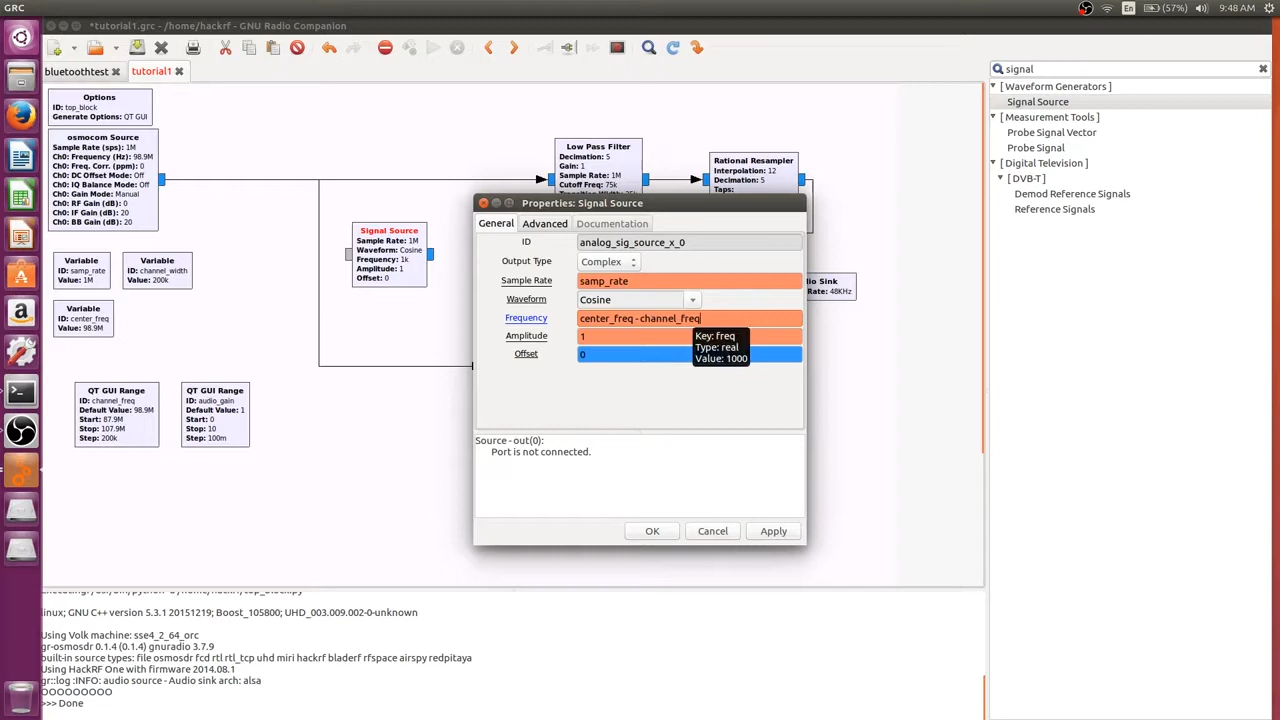 GRC
En
(57%)
9:48 AM
*tutorial1.grc - /home/hackrf - GNU Radio Companion
bluetoothtest
tutorial1
signal
[ Waveform Generators ]
Signal Source
[ Measurement Tools ]
Probe Signal Vector
Probe Signal
[ Digital Television ]
[ DVB-T ]
Demod Reference Signals
Reference Signals
Options
ID: top_block
Generate Options: QT GUI
osmocom Source
Sample Rate (sps): 1M
Ch0: Frequency (Hz): 98.9M
Ch0: Freq. Corr. (ppm): 0
Ch0: DC Offset Mode: Off
Ch0: IQ Balance Mode: Off
Ch0: Gain Mode: Manual
Ch0: RF Gain (dB): 0
Ch0: IF Gain (dB): 20
Ch0: BB Gain (dB): 20
Low Pass Filter
Decimation: 5
Gain: 1
Sample Rate: 1M
Cutoff Freq: 75k
Rational Resampler
Interpolation: 12
Decimation: 5
Taps:
Signal Source
Sample Rate: 1M
Waveform: Cosine
Frequency: 1k
Amplitude: 1
Offset: 0
Variable
ID: samp_rate
Value: 1M
Variable
ID: channel_width
Value: 200k
Variable
ID: center_freq
Value: 98.9M
QT GUI Range
ID: channel_freq
Default Value: 98.9M
Start: 87.9M
Stop: 107.9M
Step: 200k
QT GUI Range
ID: audio_gain
Default Value: 1
Start: 0
Stop: 10
Step: 100m
io Sink
Rate: 48KHz
Properties: Signal Source
General
Advanced
Documentation
ID
analog_sig_source_x_0
Output Type
Complex
Sample Rate
samp_rate
Waveform
Cosine
Frequency
center_freq - channel_freq
Amplitude
1
Offset
0
Key: freq
Type: real
Value: 1000
Source - out(0):
Port is not connected.
OK
Cancel
Apply
linux; GNU C++ version 5.3.1 20151219; Boost_105800; UHD_003.009.002-0-unknown
Using Volk machine: sse4_2_64_orc
gr-osmosdr 0.1.4 (0.1.4) gnuradio 3.7.9
built-in source types: file osmosdr fcd rtl rtl_tcp uhd miri hackrf bladerf rfspace airspy redpitaya
Using HackRF One with firmware 2014.08.1
gr::log :INFO: audio source - Audio sink arch: alsa
OOOOOOOOO
>>> Done